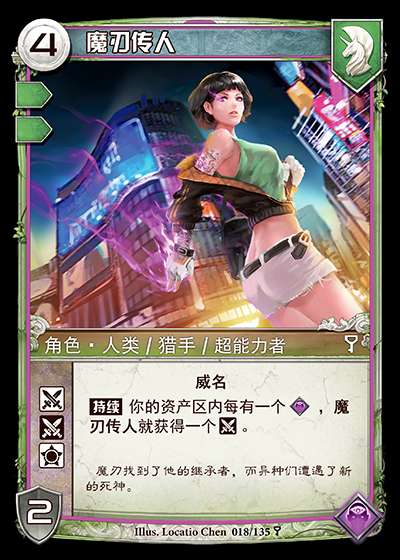 4
魔刃传人
角色·人类/猎手/超能力者
威名
持续 你的资产区内每有一个 ，魔
刃传人就获得一个 。
魔刃找到了他的继承者，而异种们遭遇了新
的死神。
2
Illus. Locatio Chen 018/135